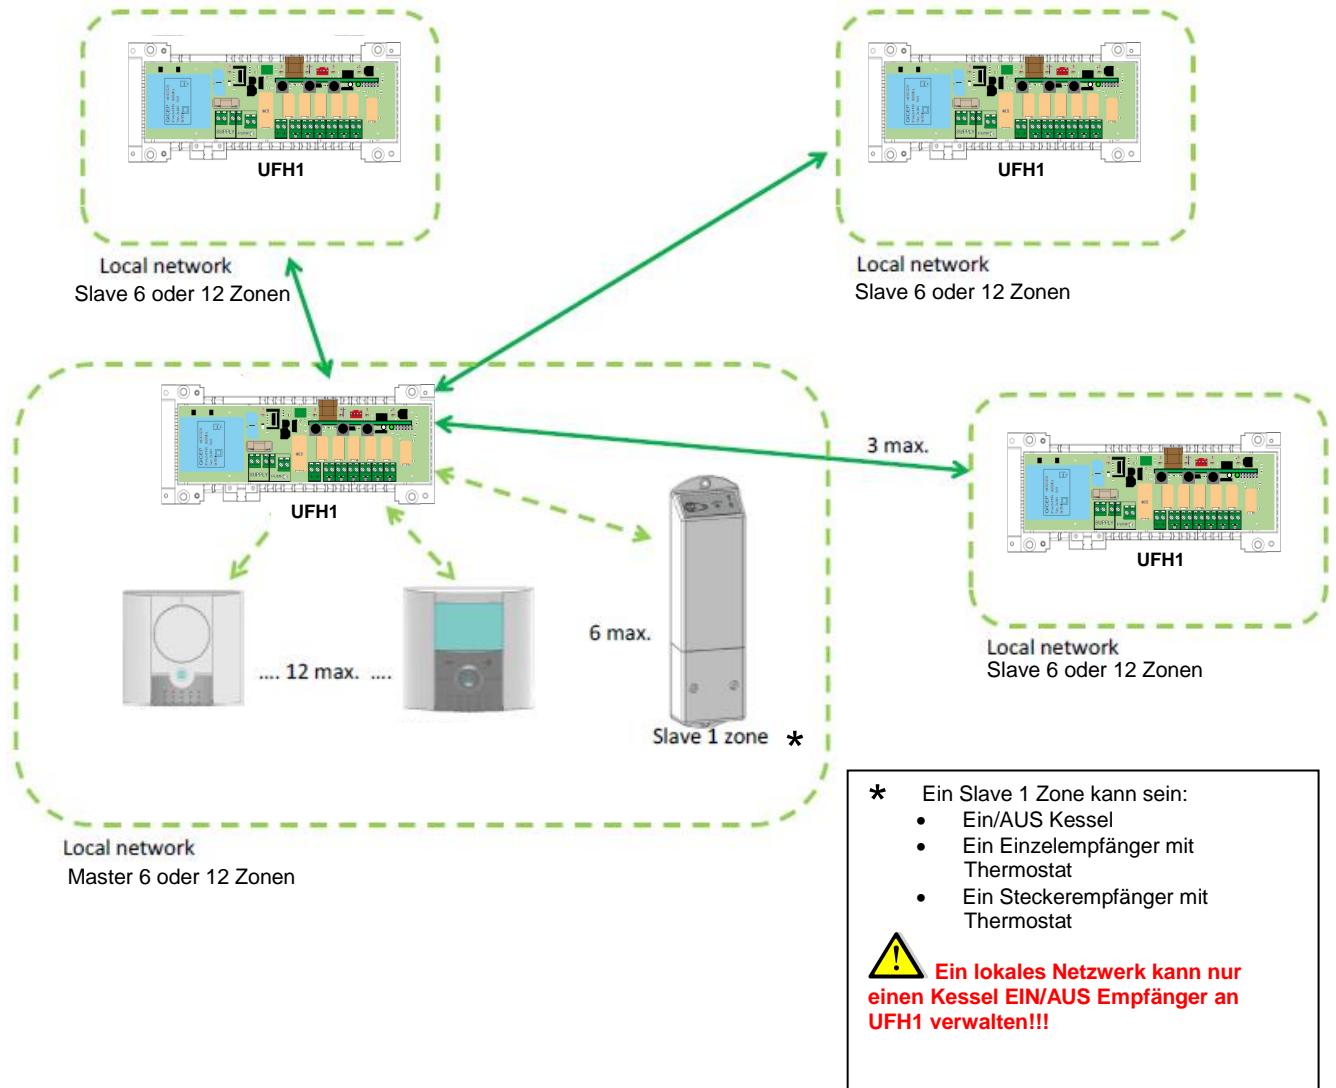 UFH1
UFH1
Local network
Slave 6 oder 12 Zonen
Local network
Slave 6 oder 12 Zonen
SUPPLY
UFH1
3 max.
.... 12 max. ....
6 max.
Slave 1 zone *
UFH1
Local network
Slave 6 oder 12 Zonen
Local network
Master 6 oder 12 Zonen
* Ein Slave 1 Zone kann sein:
• Ein/AUS Kessel
• Ein Einzelempfänger mit
Thermostat
• Ein Steckerempfänger mit
Thermostat
Ein lokales Netzwerk kann nur
einen Kessel EIN/AUS Empfänger an
UFH1 verwalten!!!